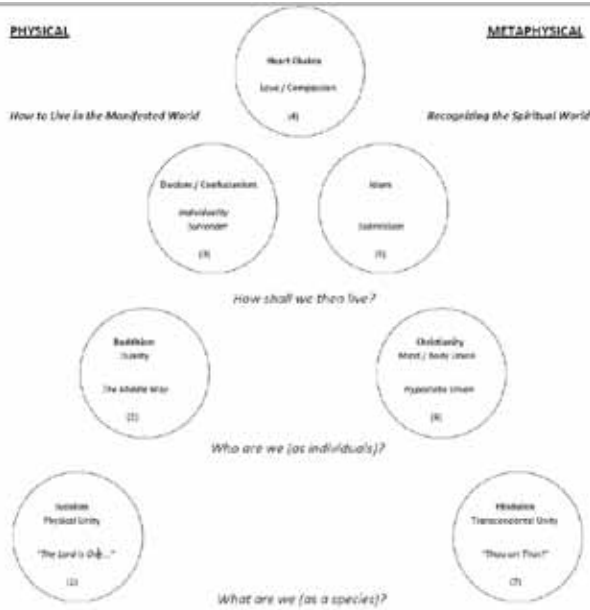 PHYSICAL
METAPHYSICAL
Heart Chakra
Love / Compassion
(4)
How to Live in the Manifested World
Recognizing the Spiritual World
Daoism / Confucianism
Individuality
Surrender
(3)
Islam
Submission
(5)
How shall we then live?
Buddhism
Duality
The Middle Way
(2)
Christianity
Mind / Body Union
Hypostatic Union
(6)
Who are we (as individuals)?
Judaism
Physical Unity
"The Lord is One..."
(1)
Hinduism
Transcendental Unity
"Thou art That!"
(7)
What are we (as a species)?